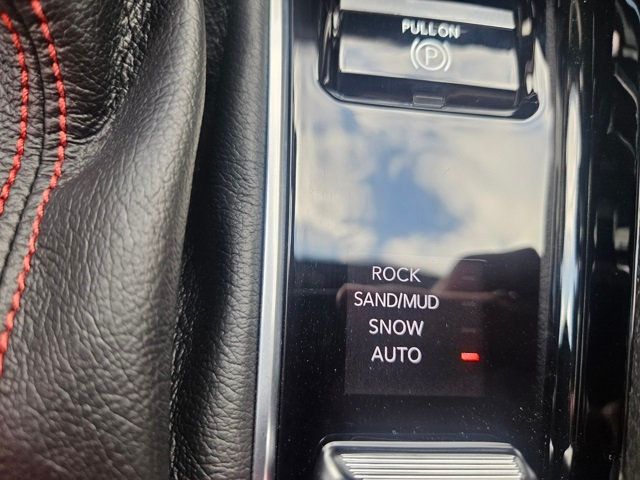 PULL ON
P
ROCK
SAND/MUD
SNOW
AUTO